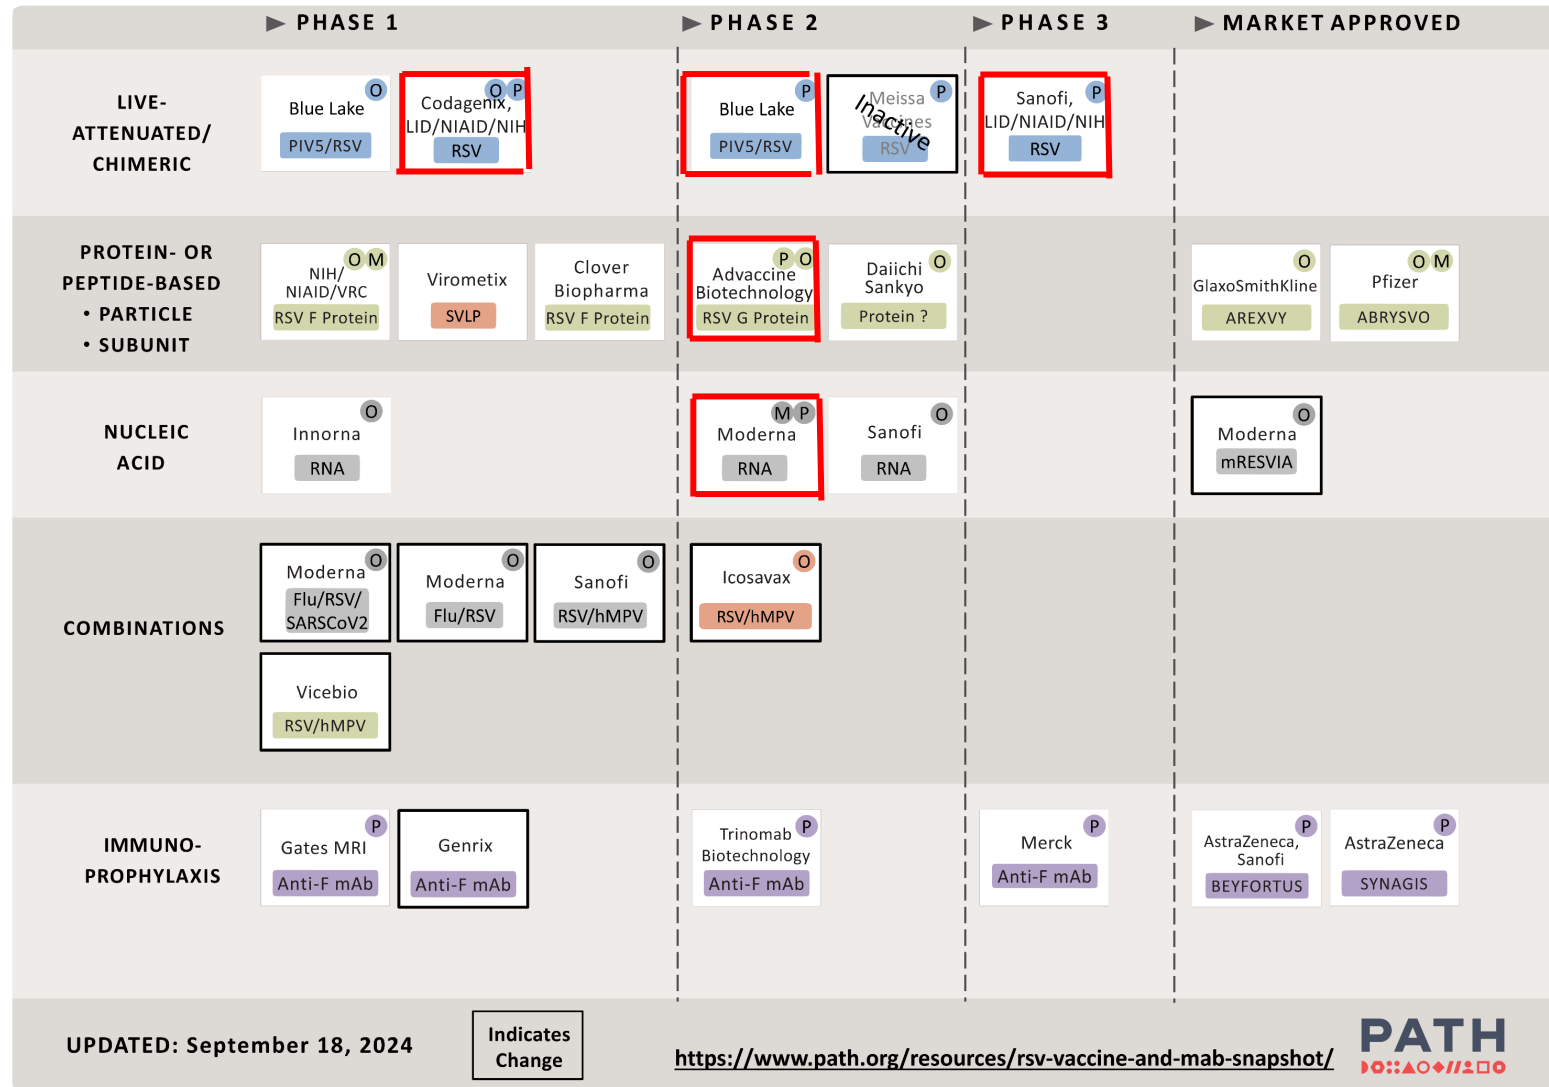 ► PHASE 1 ► PHASE 2 ► PHASE 3 ► MARKET APPROVED
LIVE-
ATTENUATED/
CHIMERIC
O
Blue Lake
PIV5/RSV
O P
Codagenix,
LID/NIAID/NIH
RSV
P
Blue Lake
PIV5/RSV
P
Meissa
Vaccines
RSV
Inactive
P
Sanofi,
LID/NIAID/NIH
RSV
PROTEIN- OR
PEPTIDE-BASED
• PARTICLE
• SUBUNIT
O M
NIH/
NIAID/VRC
RSV F Protein
Virometix
SVLP
Clover
Biopharma
RSV F Protein
P O
Advaccine
Biotechnology
RSV G Protein
O
Daiichi
Sankyo
Protein ?
O
GlaxoSmithKline
AREXVY
O M
Pfizer
ABRYSVO
NUCLEIC
ACID
O
Innorna
RNA
M P
Moderna
RNA
O
Sanofi
RNA
O
Moderna
mRESVIA
COMBINATIONS
O
Moderna
Flu/RSV/
SARSCoV2
O
Moderna
Flu/RSV
O
Sanofi
RSV/hMPV
O
Icosavax
RSV/hMPV
Vicebio
RSV/hMPV
IMMUNO-
PROPHYLAXIS
P
Gates MRI
Anti-F mAb
Genrix
Anti-F mAb
P
Trinomab
Biotechnology
Anti-F mAb
P
Merck
Anti-F mAb
P
AstraZeneca,
Sanofi
BEYFORTUS
P
AstraZeneca
SYNAGIS
UPDATED: September 18, 2024
Indicates
Change
https://www.path.org/resources/rsv-vaccine-and-mab-snapshot/
PATH